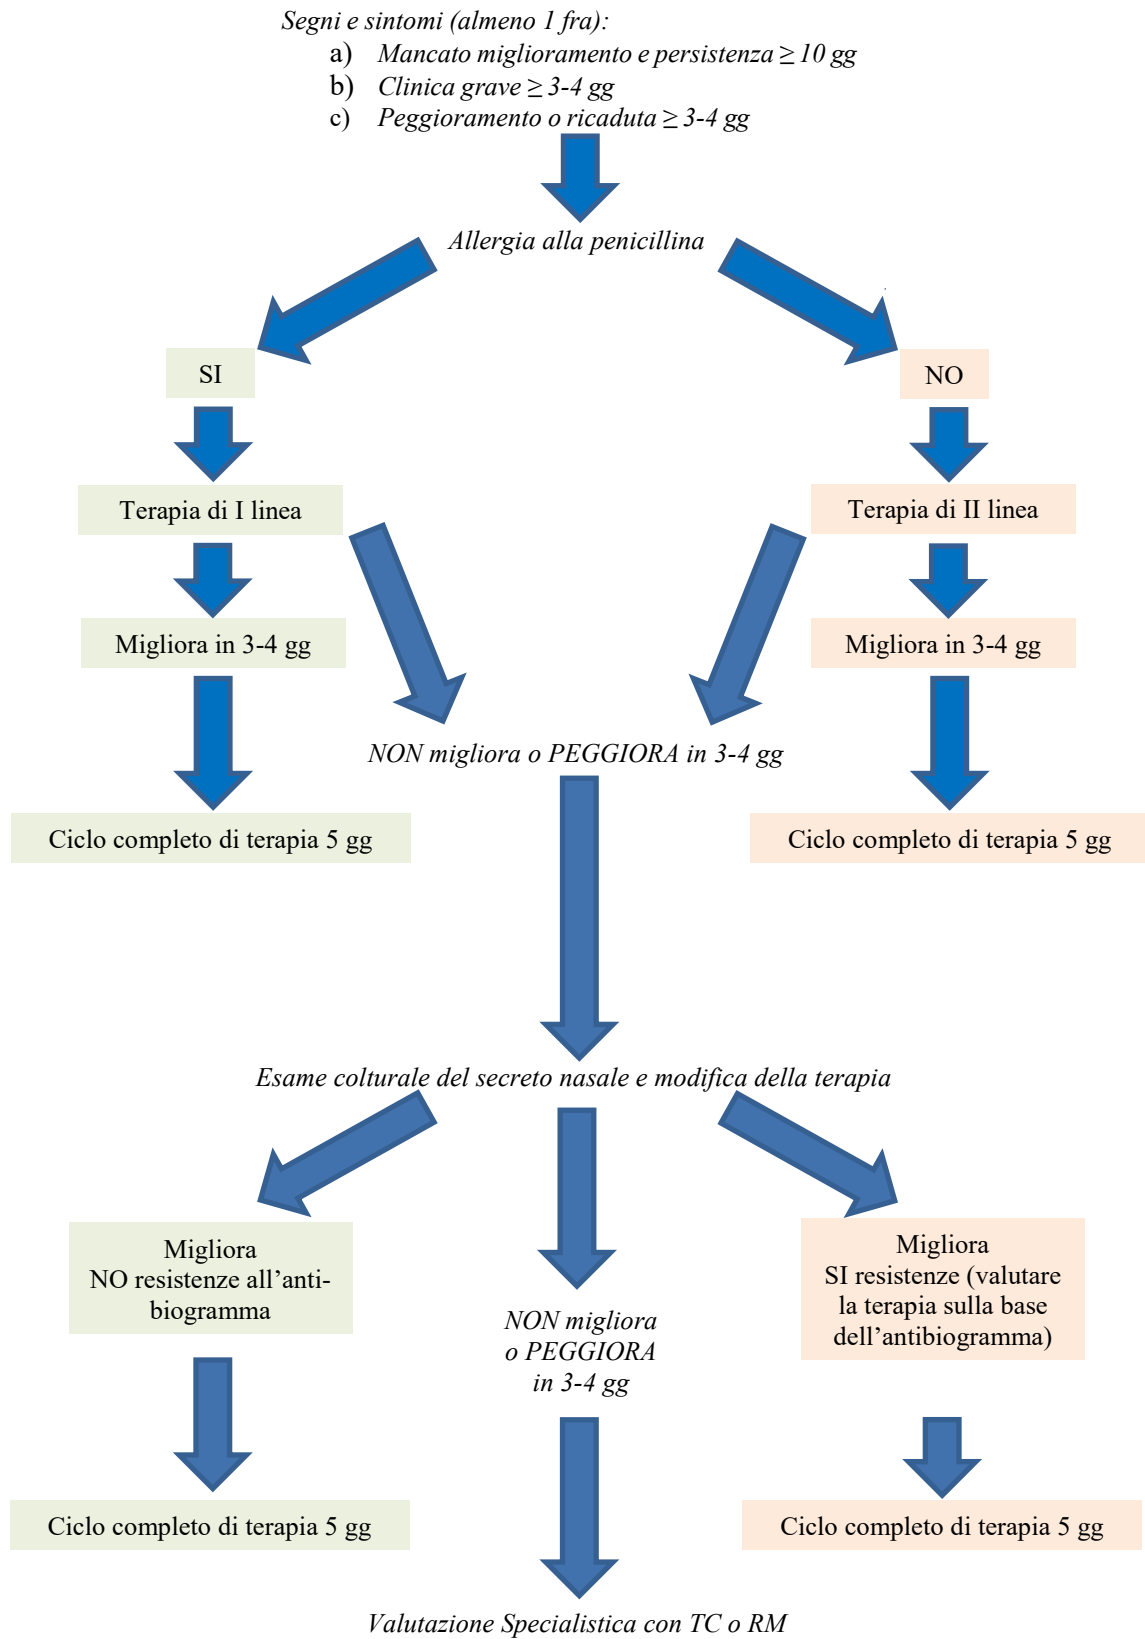 Segni e sintomi (almeno 1 fra):
a) Mancato miglioramento e persistenza ≥ 10 gg
b) Clinica grave ≥ 3-4 gg
c) Peggioramento o ricaduta ≥ 3-4 gg
Allergia alla penicillina
SI
NO
Terapia di I linea
Terapia di II linea
Migliora in 3-4 gg
Migliora in 3-4 gg
NON migliora o PEGGIORA in 3-4 gg
Ciclo completo di terapia 5 gg
Ciclo completo di terapia 5 gg
Esame colturale del secreto nasale e modifica della terapia
Migliora
NO resistenze all’anti-
biogramma
NON migliora
o PEGGIORA
in 3-4 gg
Migliora
SI resistenze (valutare
la terapia sulla base
dell’antibiogramma)
Ciclo completo di terapia 5 gg
Ciclo completo di terapia 5 gg
Valutazione Specialistica con TC o RM